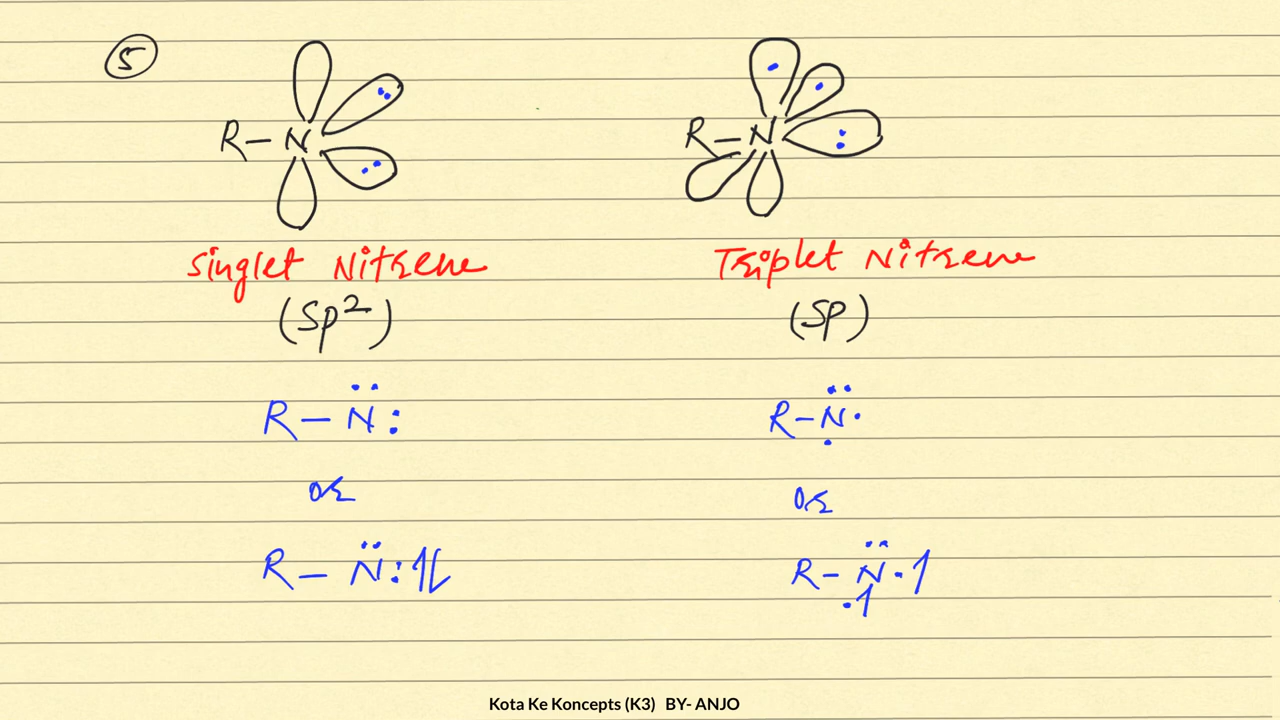 5
R-N
R-N
Singlet Nitrene
Triplet Nitrene
(Sp²)
(SP)
R-N̈:
R-N̈·
or
or
R-N̈:↿⇂
R-N̈·↿
·↿
Kota Ke Koncepts (K3) BY- ANJO